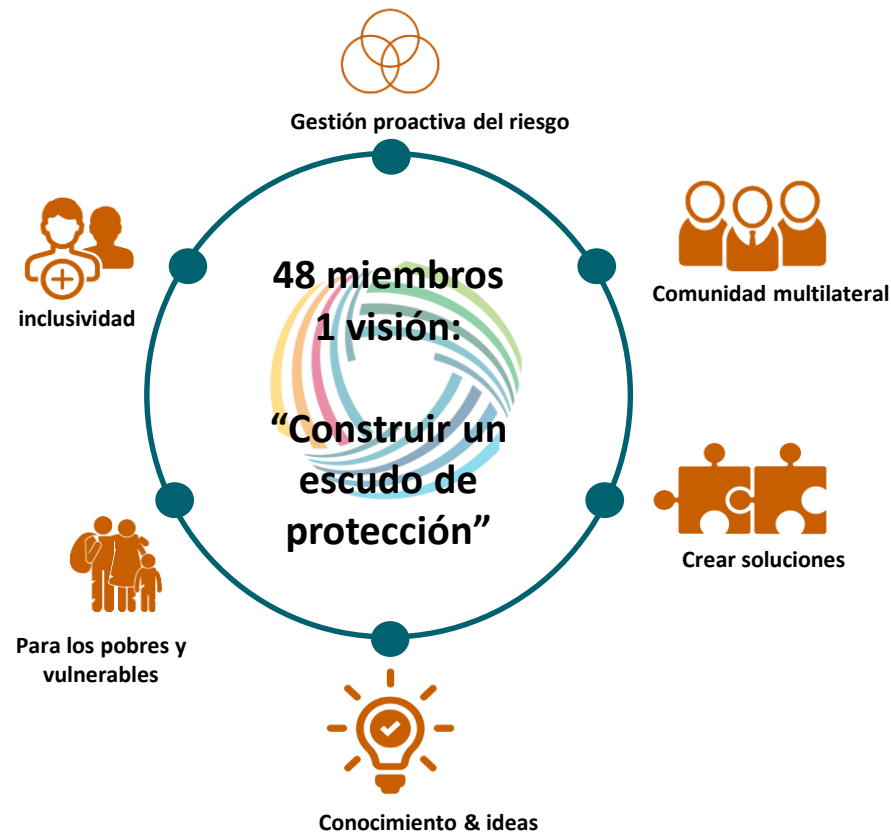 Gestión proactiva del riesgo
Comunidad multilateral
Crear soluciones
Conocimiento & ideas
Para los pobres y
vulnerables
inclusividad
48 miembros
1 visión:
“Construir un
escudo de
protección”